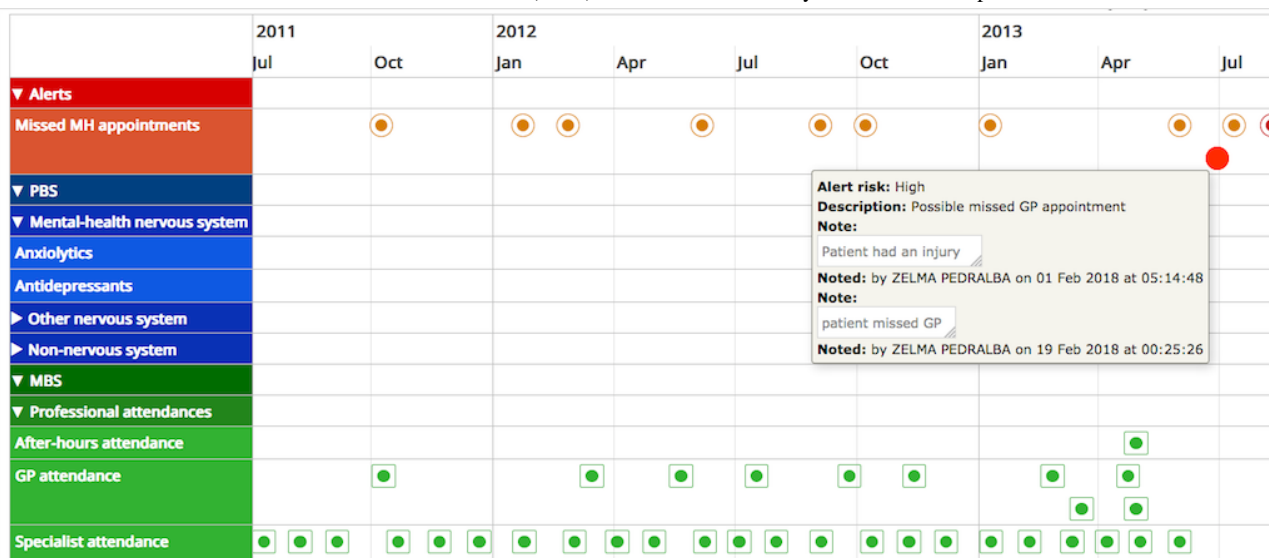 2011 2012 2013
Jul Oct Jan Apr Jul Oct Jan Apr Jul
▼ Alerts
Missed MH appointments
▼ PBS
Alert risk: High
Description: Possible missed GP appointment
▼ Mental-health nervous system
Note:
Anxiolytics
Patient had an injury
Noted: by ZELMA PEDRALBA on 01 Feb 2018 at 05:14:48
Antidepressants
Note:
▶ Other nervous system
patient missed GP
▶ Non-nervous system
Noted: by ZELMA PEDRALBA on 19 Feb 2018 at 00:25:26
▼ MBS
▼ Professional attendances
After-hours attendance
GP attendance
Specialist attendance